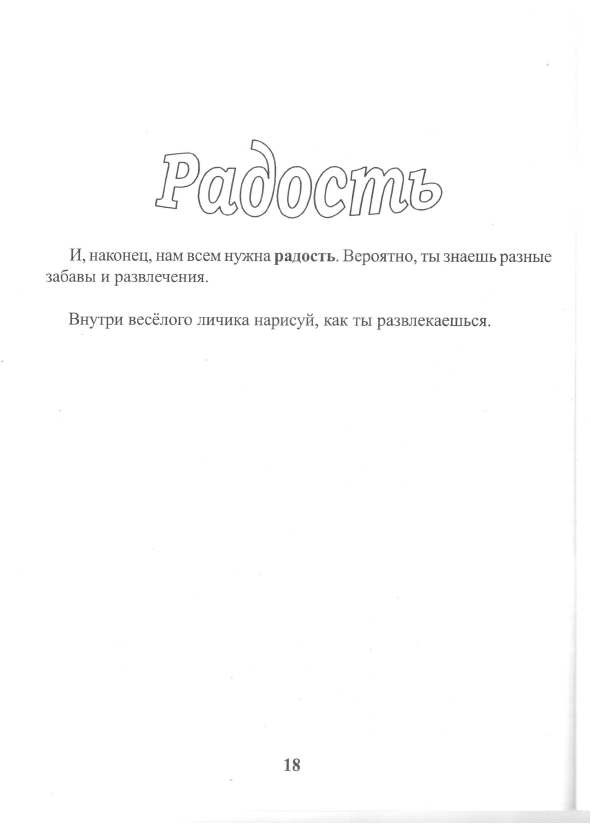 Радость
И, наконец, нам всем нужна радость. Вероятно, ты знаешь разные
забавы и развлечения.
Внутри весёлого личика нарисуй, как ты развлекаешься.
18